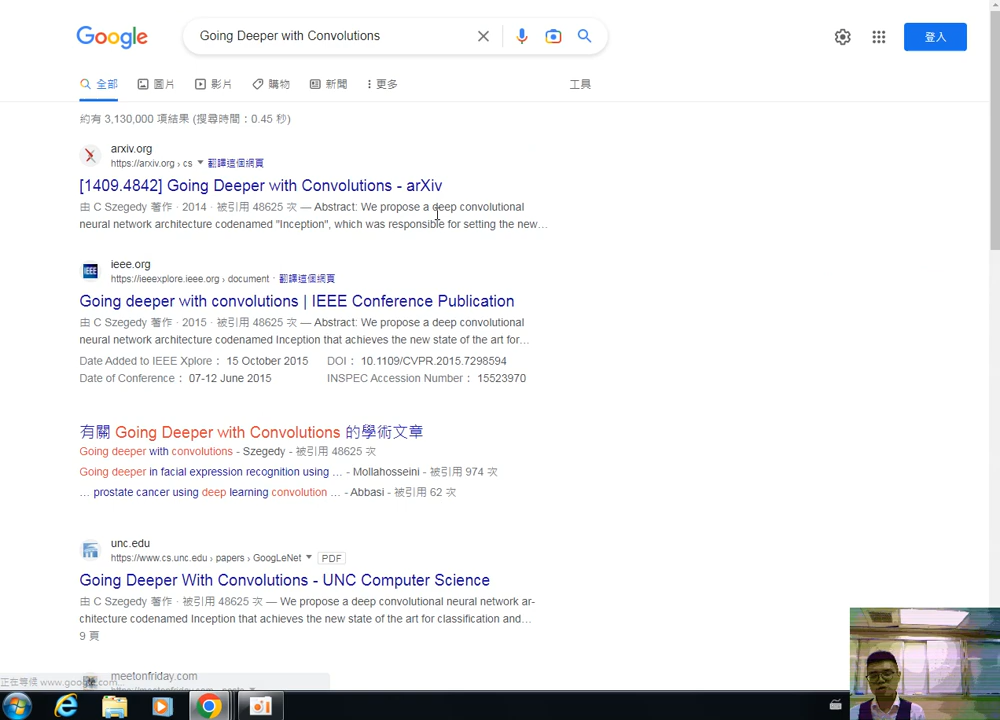 Google
Going Deeper with Convolutions
登入
全部
圖片
影片
購物
新聞
更多
工具
約有 3,130,000 項結果 (搜尋時間:0.45 秒)
arxiv.org
https://arxiv.org › cs 翻譯這個網頁
[1409.4842] Going Deeper with Convolutions - arXiv
由 C Szegedy 著作 · 2014 · 被引用 48625 次 — Abstract: We propose a deep convolutional
neural network architecture codenamed "Inception", which was responsible for setting the new...
IEEE
ieee.org
https://ieeexplore.ieee.org › document · 翻譯這個網頁
Going deeper with convolutions | IEEE Conference Publication
由 C Szegedy 著作 · 2015 · 被引用 48625 次 — Abstract: We propose a deep convolutional
neural network architecture codenamed Inception that achieves the new state of the art for...
Date Added to IEEE Xplore: 15 October 2015 DOI: 10.1109/CVPR.2015.7298594
Date of Conference: 07-12 June 2015 INSPEC Accession Number: 15523970
有關 Going Deeper with Convolutions 的學術文章
Going deeper with convolutions - Szegedy - 被引用 48625 次
Going deeper in facial expression recognition using ... - Mollahosseini - 被引用 974 次
... prostate cancer using deep learning convolution ... - Abbasi - 被引用 62 次
unc.edu
https://www.cs.unc.edu › papers › GoogLeNet PDF
Going Deeper With Convolutions - UNC Computer Science
由 C Szegedy 著作 · 被引用 48625 次 — We propose a deep convolutional neural network ar-
chitecture codenamed Inception that achieves the new state of the art for classification and...
9 頁
meetonfriday.com
正在等候 www.google.com...